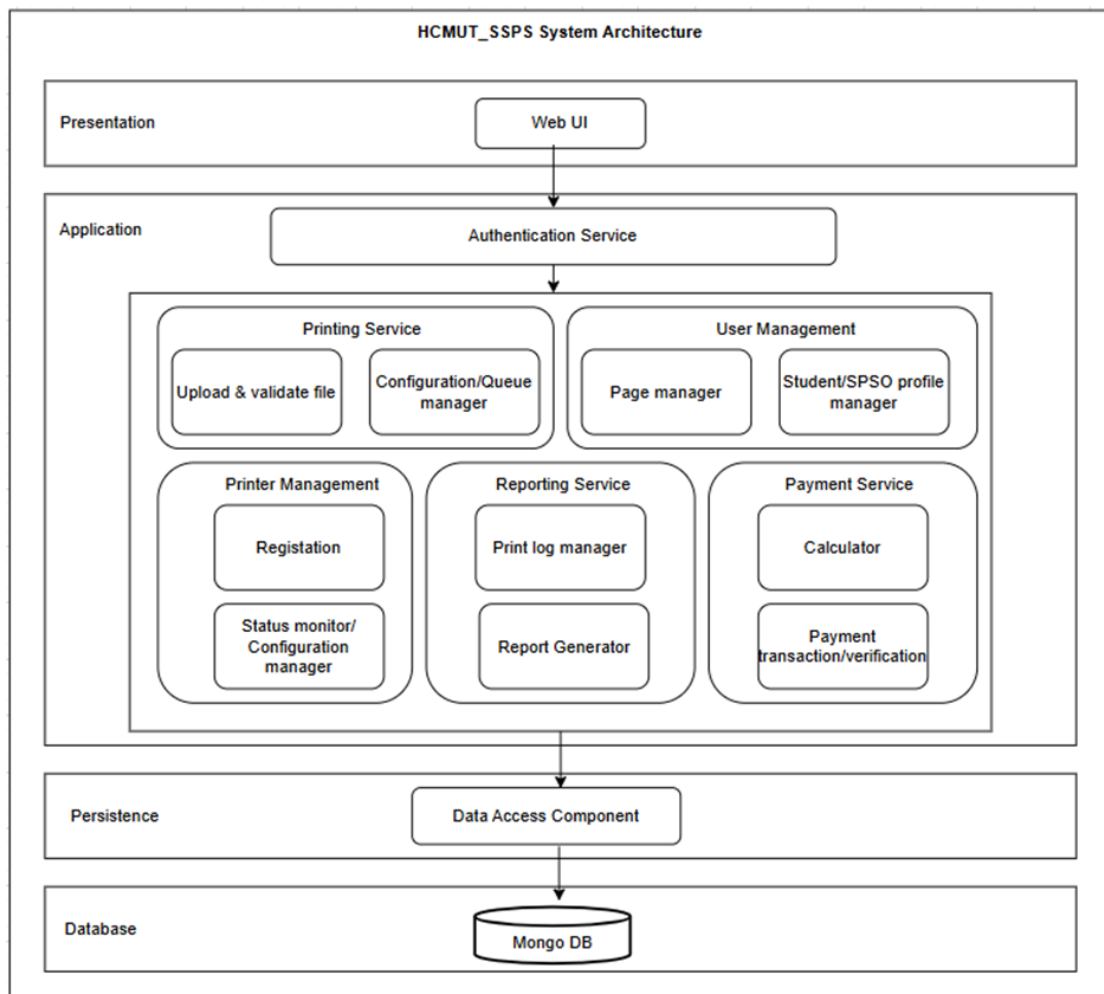 HCMUT_SSPS System Architecture
Presentation
Web UI
Application
Authentication Service
Printing Service
Upload & validate file
Configuration/Queue
manager
User Management
Page manager
Student/SPSO profile
manager
Printer Management
Registation
Status monitor/
Configuration
manager
Reporting Service
Print log manager
Report Generator
Payment Service
Calculator
Payment
transaction/verification
Persistence
Data Access Component
Database
Mongo DB